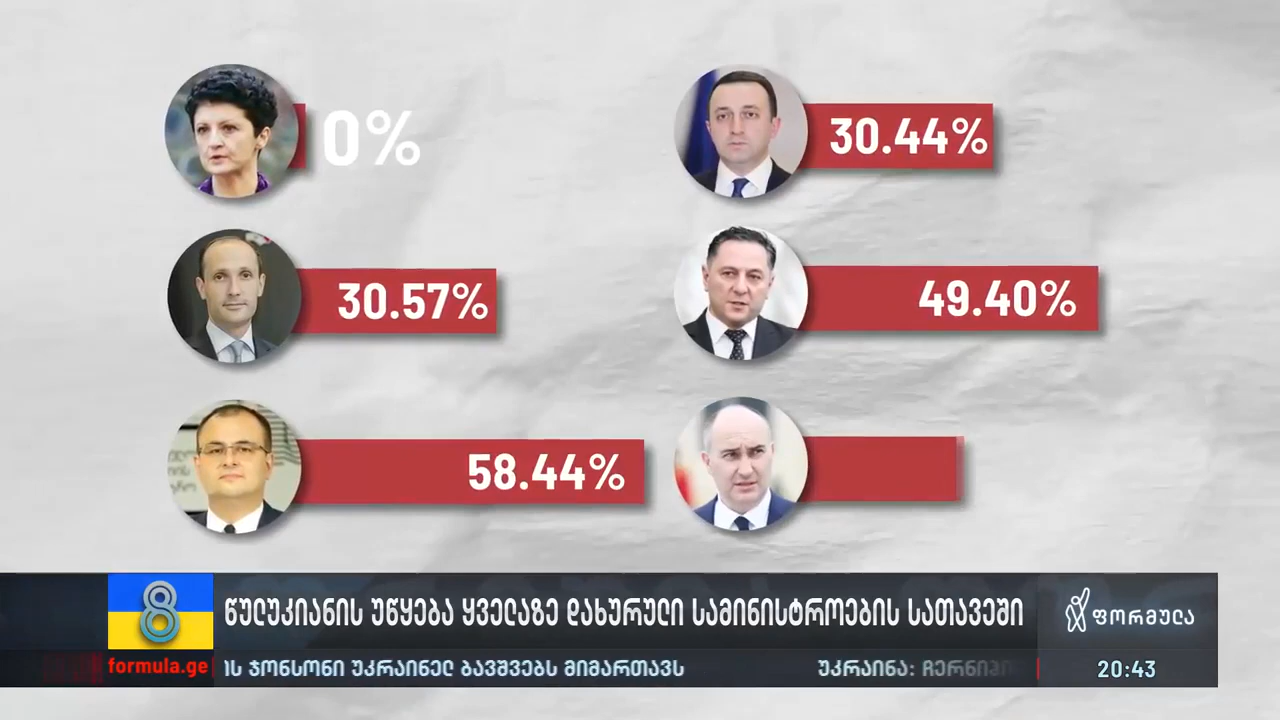 0%
30.44%
30.57%
49.40%
58.44%
8
წულუკიანის უწყება ყველაზე დახურული სამინისტროების სათავეში
ფორმულა
formula.ge
ის ჯონსონი უკრაინელ ბავშვებს მიმართავს
უკრაინა:
20:43